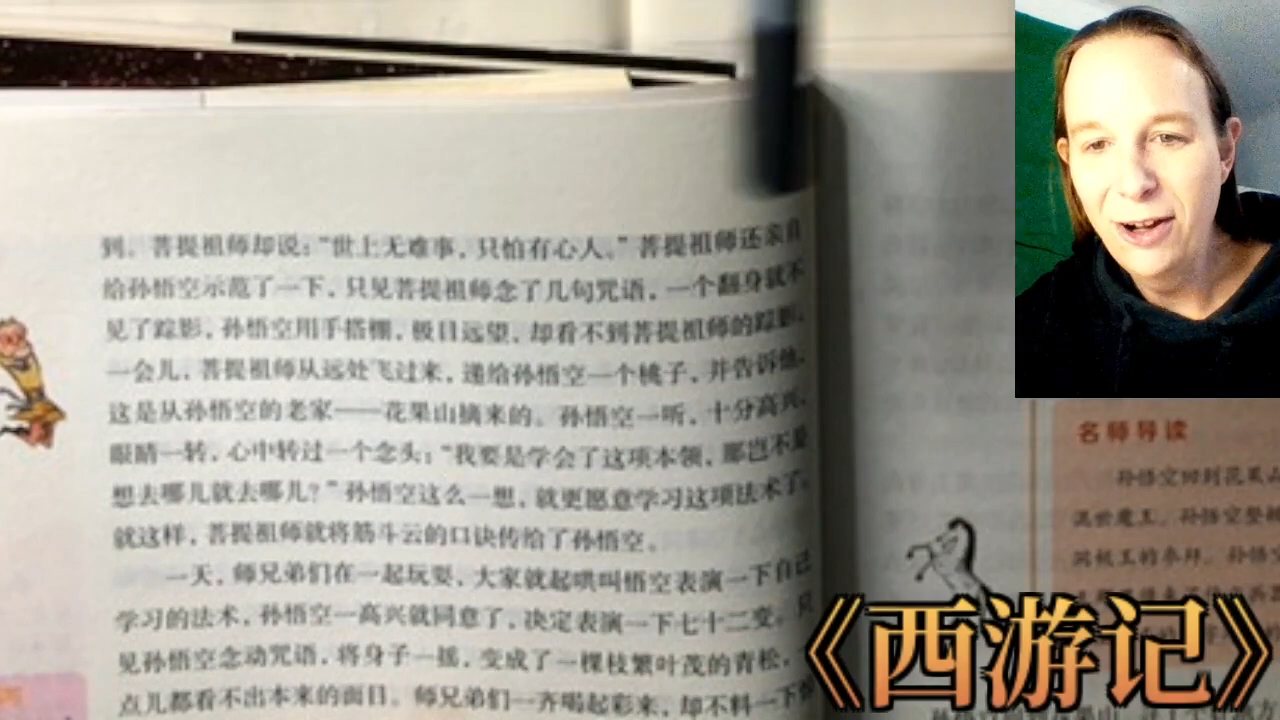 到。菩提祖师却说：“世上无难事，只怕有心人。”菩提祖师还亲自
给孙悟空示范了一下，只见菩提祖师念了几句咒语，一个翻身就不
见了踪影，孙悟空用手搭棚，极目远望，却看不到菩提祖师的踪影。
一会儿，菩提祖师从远处飞过来，递给孙悟空一个桃子，并告诉他，
这是从孙悟空的老家——花果山摘来的。孙悟空一听，十分高兴，
眼睛一转，心中转过一个念头：“我要是学会了这项本领，那岂不是
想去哪儿就去哪儿？”孙悟空这么一想，就更愿意学习这项法术了。
就这样，菩提祖师就将筋斗云的口诀传给了孙悟空。
一天，师兄弟们在一起玩耍，大家就起哄叫悟空表演一下自己
学习的法术，孙悟空一高兴就同意了，决定表演一下七十二变。只
见孙悟空念动咒语，将身子一摇，变成了一棵枝繁叶茂的青松，
点儿都看不出本来的面目。师兄弟们一齐喝起彩来，却不料一下
名师导读
孙悟空回到花果山
混世魔王。孙悟空整
阎王的参拜。孙悟
《西游记》